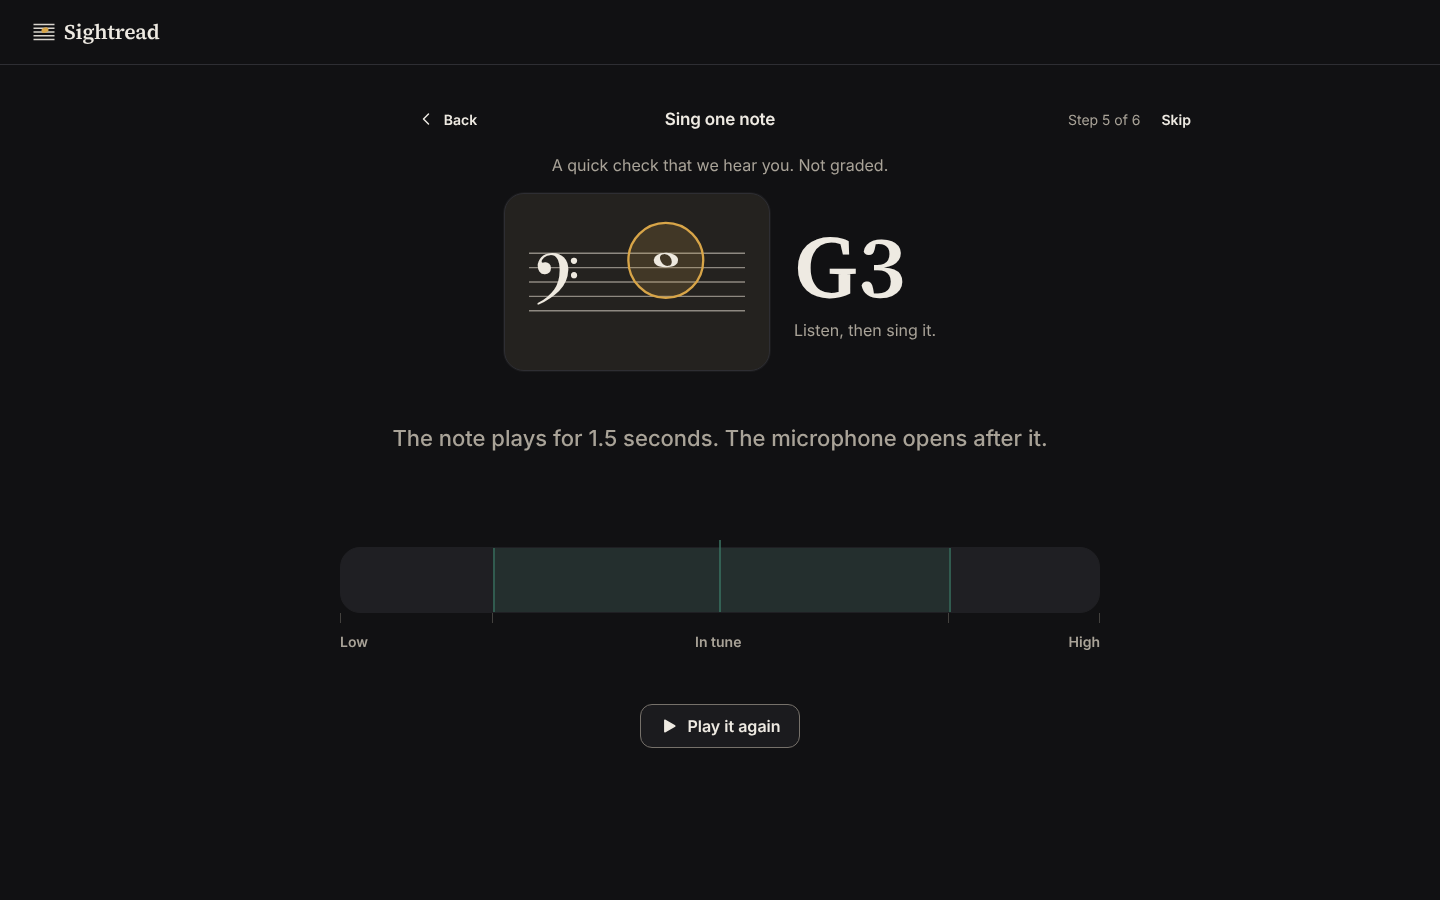 Sightread
Back
Sing one note
Step 5 of 6
Skip
A quick check that we hear you. Not graded.
G3
Listen, then sing it.
The note plays for 1.5 seconds. The microphone opens after it.
Low
In tune
High
Play it again